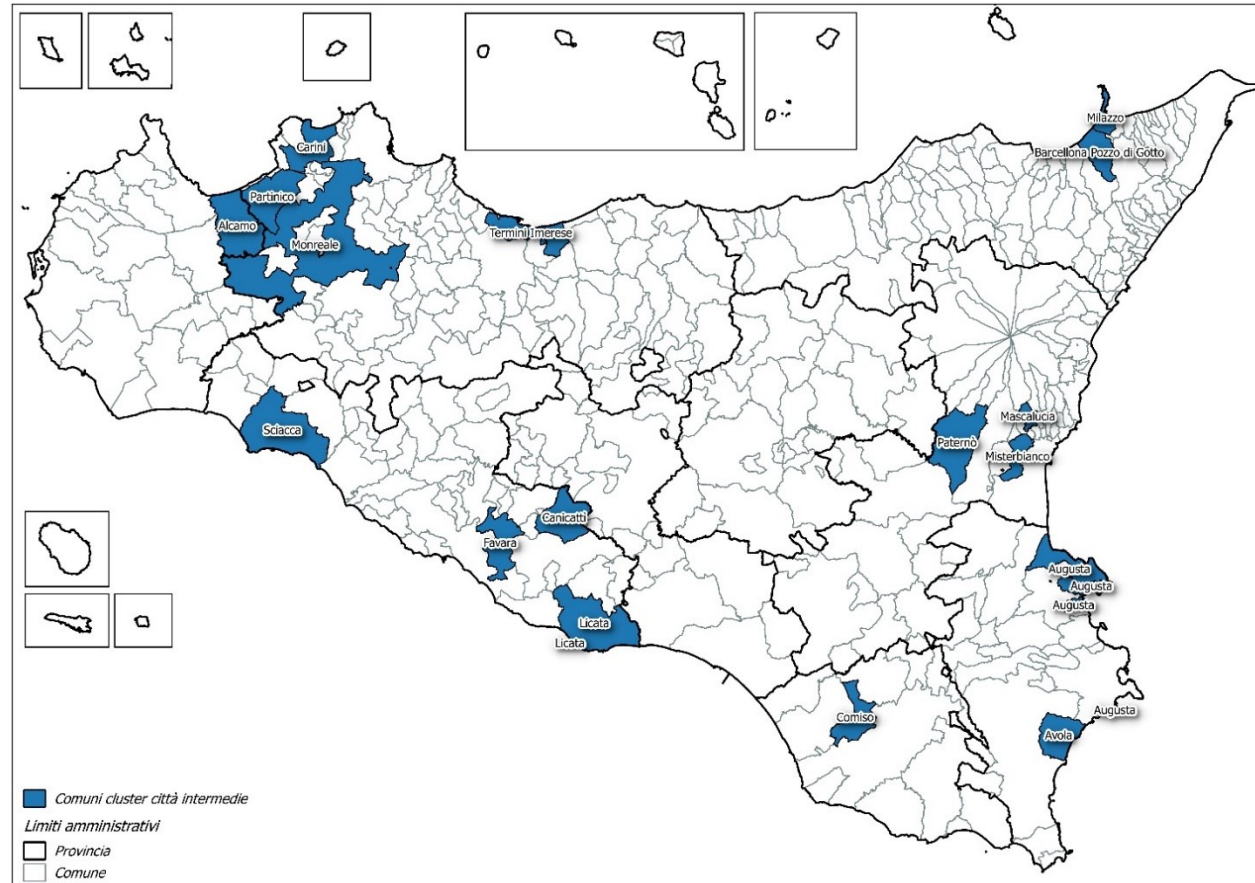 Milazzo
Carini
Barcellona Pozzo di Gotto
Partinico
Alcamo
Termini Imerese
Monreale
Mascalucia
Sciacca
Paternò
Misterbianco
Canicattì
Favara
Augusta
Augusta
Augusta
Licata
Licata
Augusta
Comiso
Avola
Comuni cluster città intermedie
Limiti amministrativi
Provincia
Comune